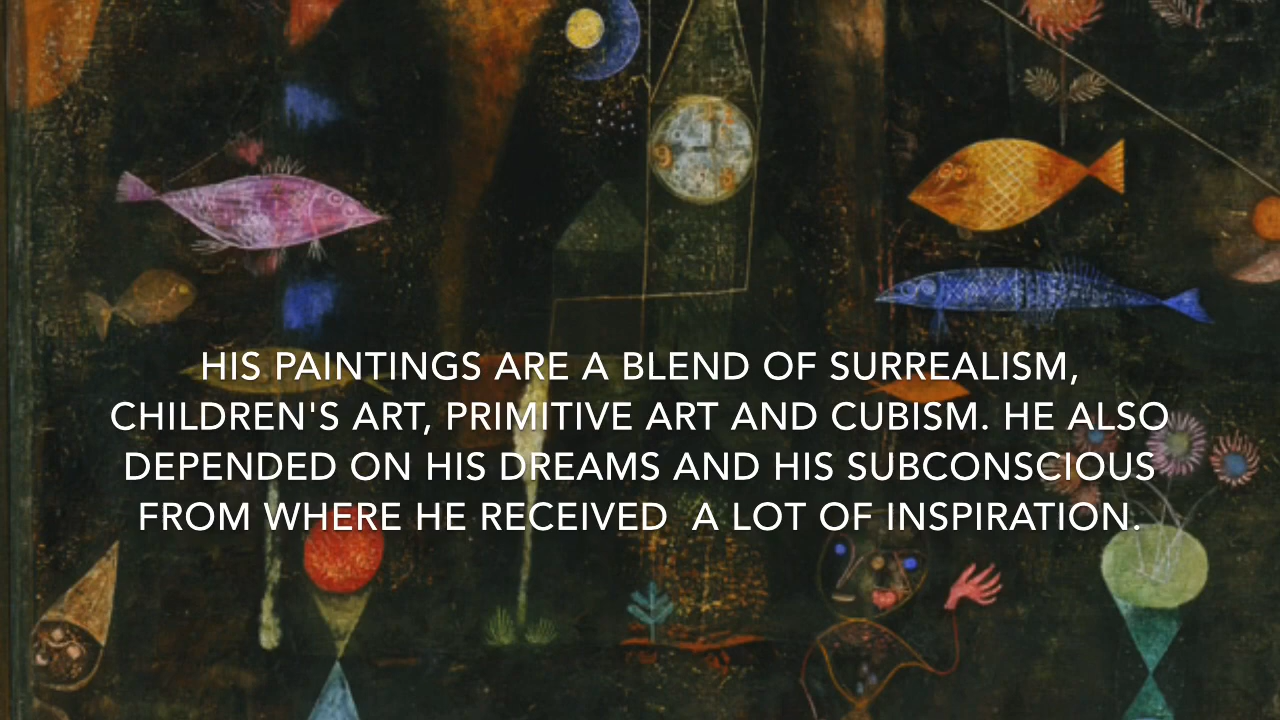 HIS PAINTINGS ARE A BLEND OF SURREALISM,
CHILDREN'S ART, PRIMITIVE ART AND CUBISM. HE ALSO
DEPENDED ON HIS DREAMS AND HIS SUBCONSCIOUS
FROM WHERE HE RECEIVED  A LOT OF INSPIRATION.